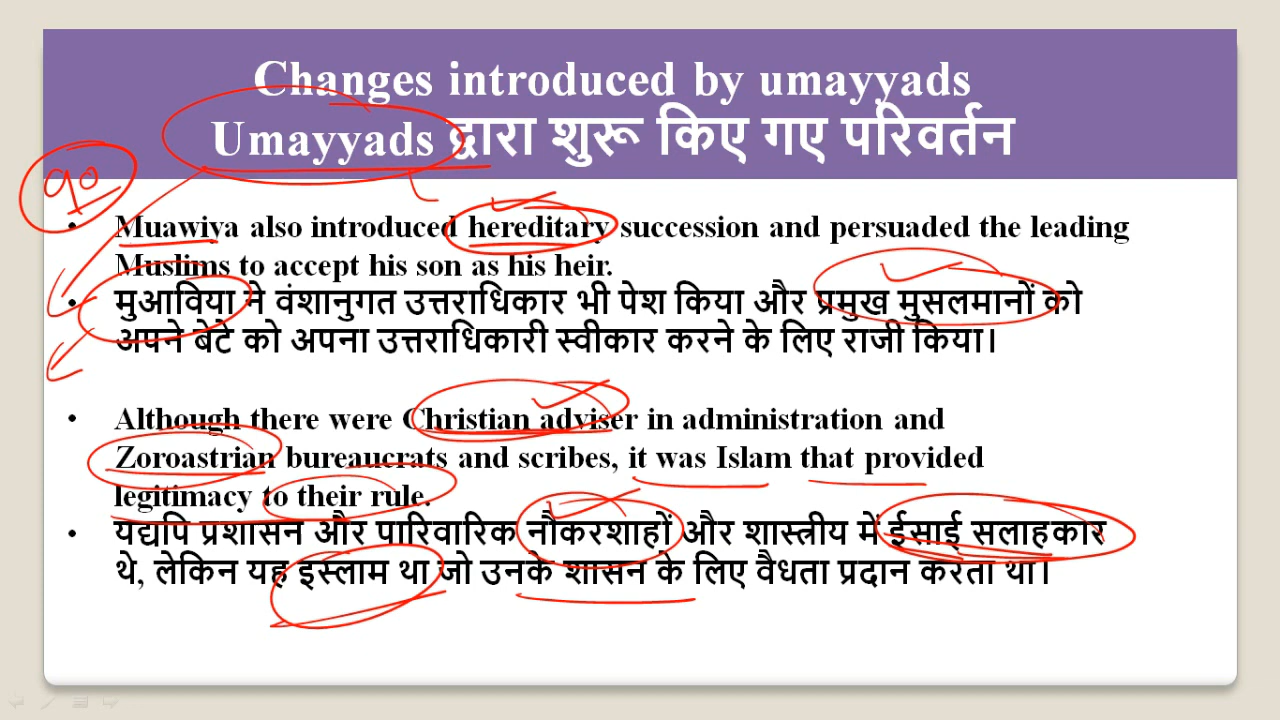 Changes introduced by umayyads
Umayyads द्वारा शुरू किए गए परिवर्तन
90
• Muawiya also introduced hereditary succession and persuaded the leading
Muslims to accept his son as his heir.
• मुआविया ने वंशानुगत उत्तराधिकार भी पेश किया और प्रमुख मुसलमानों को
अपने बेटे को अपना उत्तराधिकारी स्वीकार करने के लिए राजी किया।
• Although there were Christian adviser in administration and
Zoroastrian bureaucrats and scribes, it was Islam that provided
legitimacy to their rule.
• यद्यपि प्रशासन और पारिवारिक नौकरशाहों और शास्त्रीय में ईसाई सलाहकार
थे, लेकिन यह इस्लाम था जो उनके शासन के लिए वैधता प्रदान करता था।